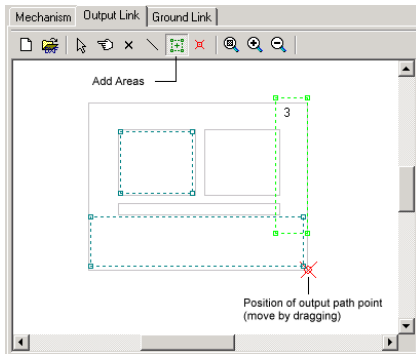 Mechanism Output Link Ground Link
Add Areas
3
Position of output path point
(move by dragging)